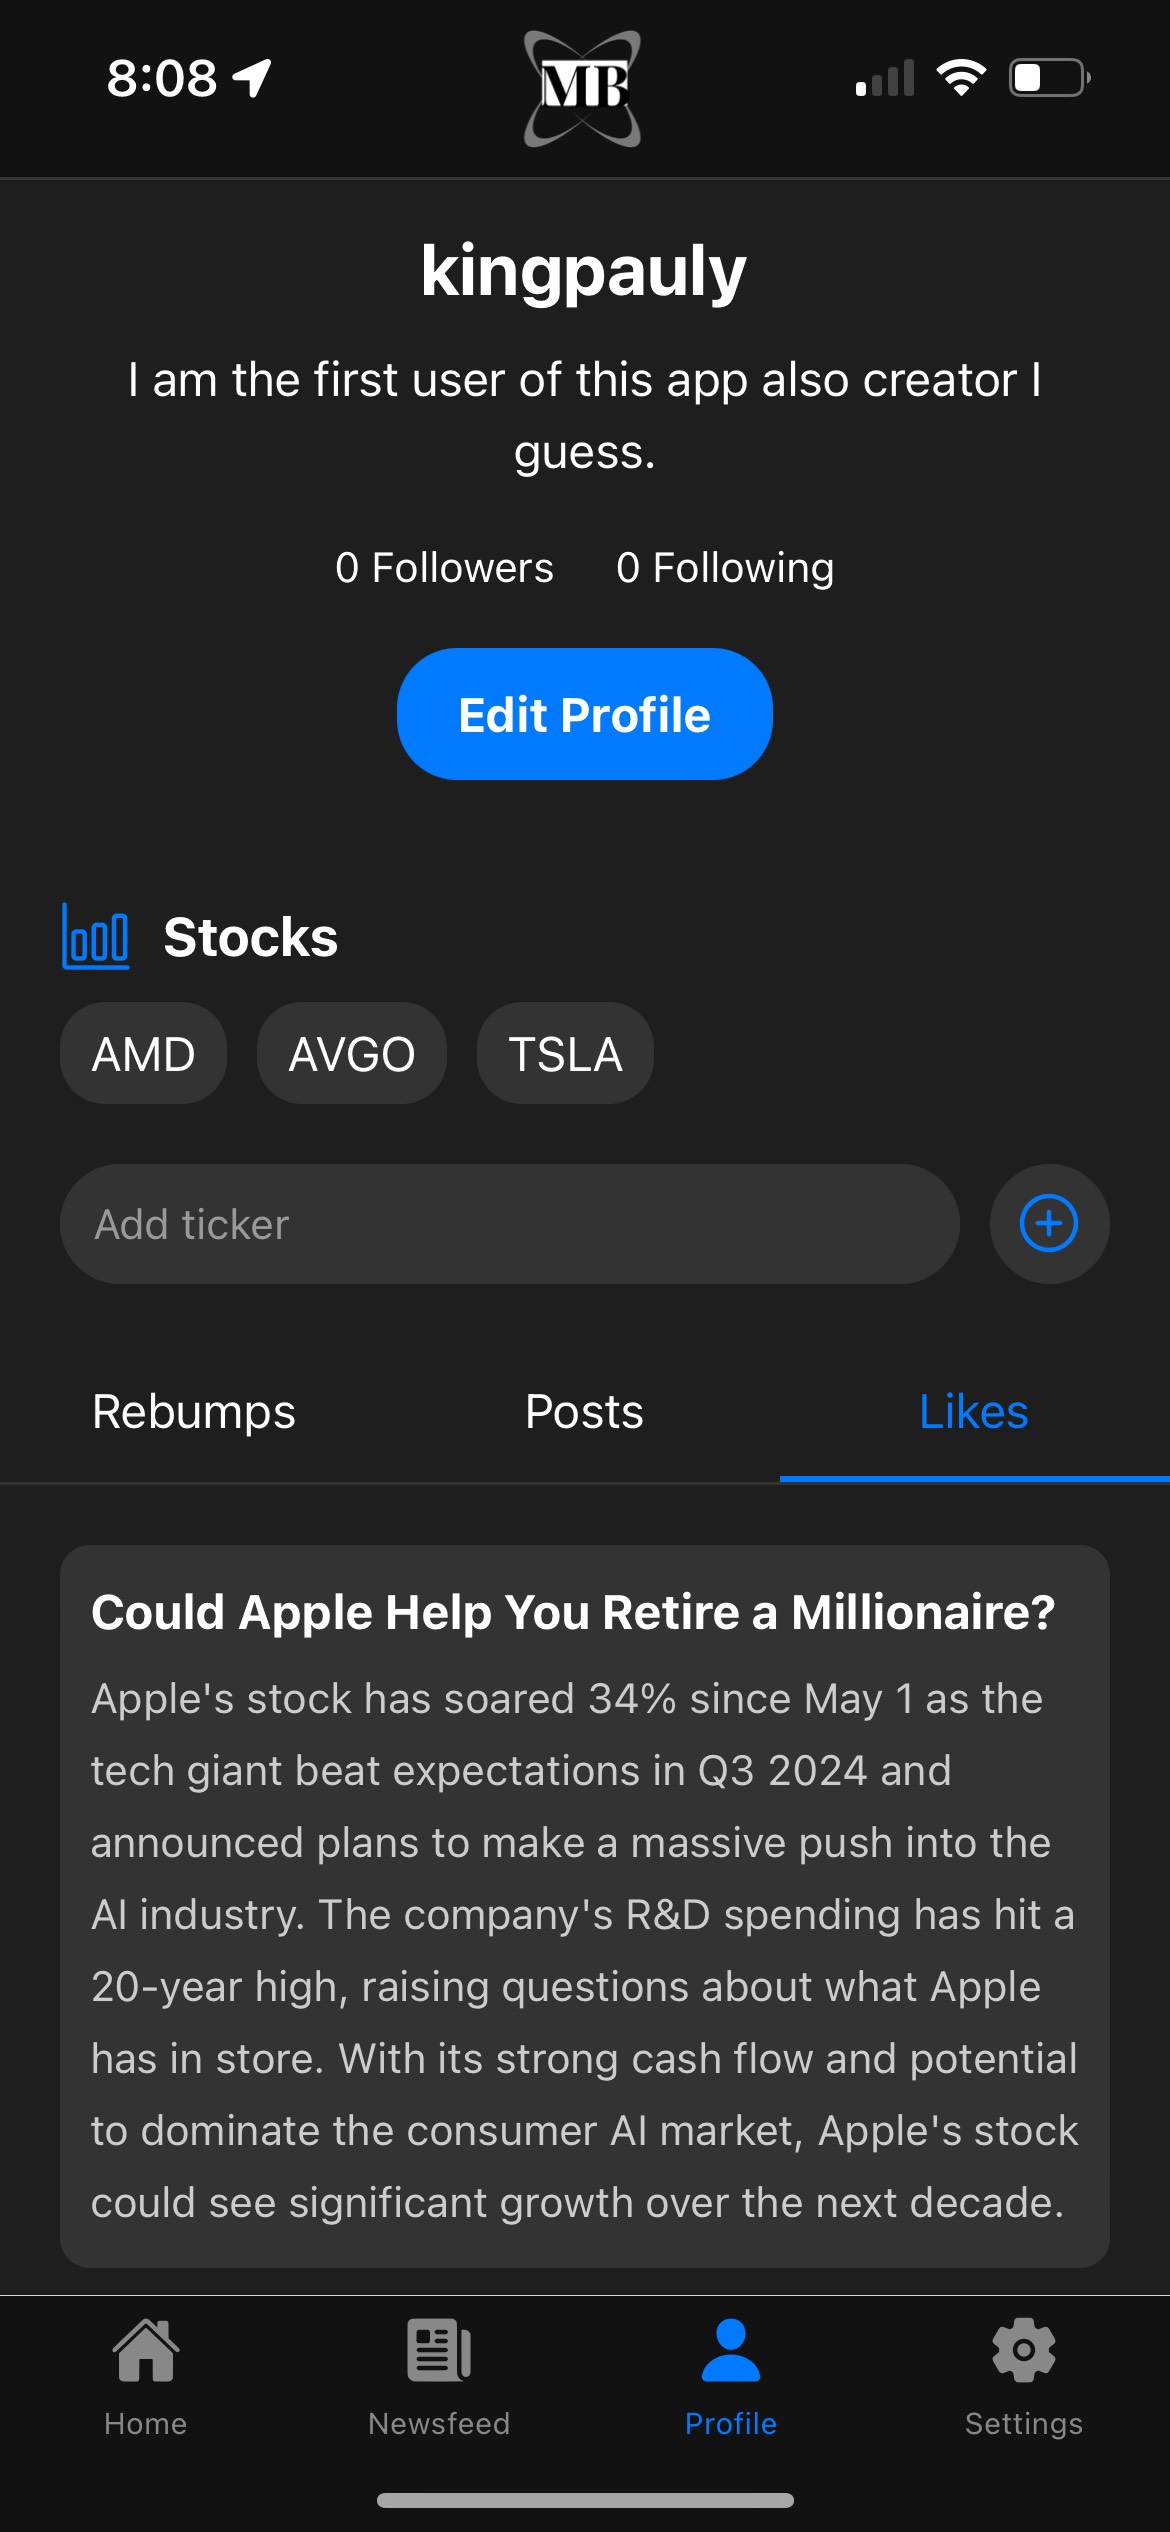 8:08
MB
kingpauly
I am the first user of this app also creator I
guess.
0 Followers 0 Following
Edit Profile
Stocks
AMD AVGO TSLA
Add ticker
Rebumps Posts Likes
Could Apple Help You Retire a Millionaire?
Apple's stock has soared 34% since May 1 as the
tech giant beat expectations in Q3 2024 and
announced plans to make a massive push into the
AI industry. The company's R&D spending has hit a
20-year high, raising questions about what Apple
has in store. With its strong cash flow and potential
to dominate the consumer AI market, Apple's stock
could see significant growth over the next decade.
Home Newsfeed Profile Settings